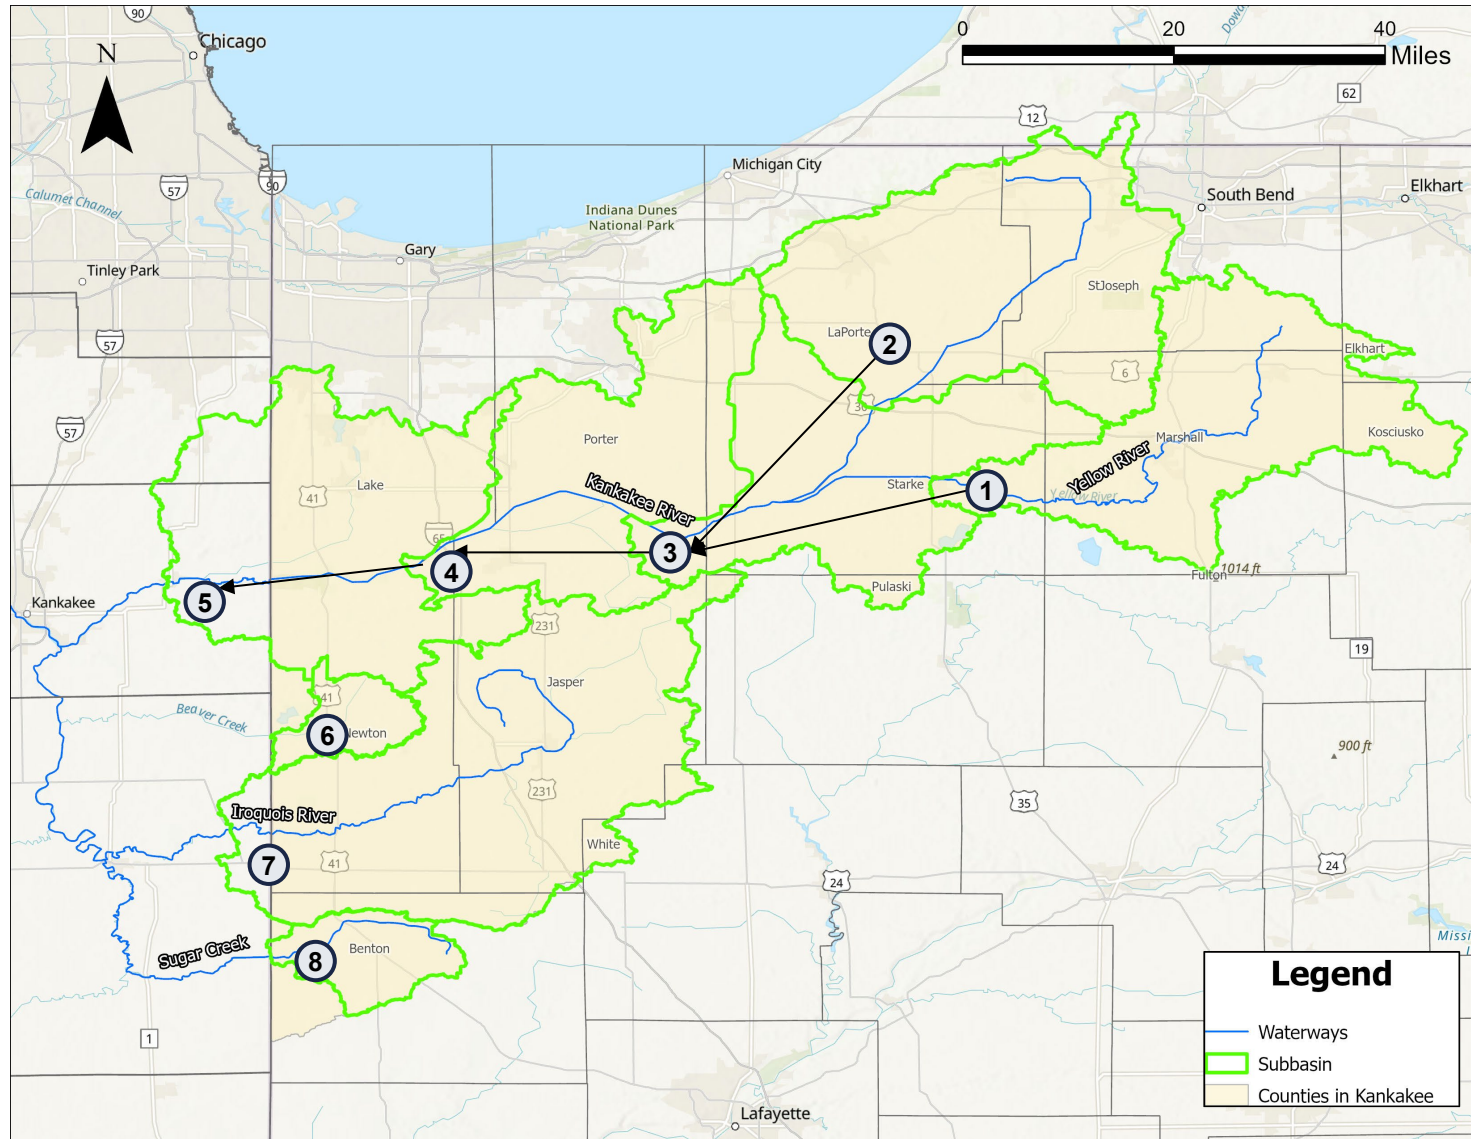 90
Chicago
N
0
20
40
Miles
Dowa
62
12
57
90
Michigan City
South Bend
Elkhart
Calumet Channel
Indiana Dunes
National Park
Gary
Tinley Park
StJoseph
57
LaPorte
2
Elkhart
6
30
57
Porter
Marshall
Kosciusko
Lake
41
Kankakee River
Starke
1
Yellow River
Yellow River
65
3
4
Pulaski
Fulton
1014 ft
5
Kankakee
231
19
Jasper
41
Beaver Creek
6
Newton
900 ft
231
35
Iroquois River
White
7
41
24
24
Sugar Creek
8
Benton
Missi
Legend
1
Waterways
Subbasin
Counties in Kankakee
Lafayette